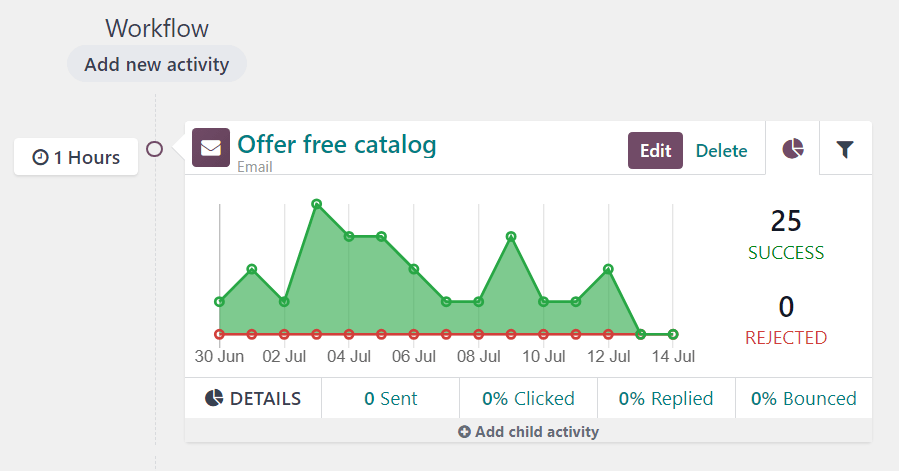 Workflow
Add new activity
1 Hours
Offer free catalog
Email
Edit
Delete
25
SUCCESS
0
REJECTED
30 Jun 02 Jul 04 Jul 06 Jul 08 Jul 10 Jul 12 Jul 14 Jul
DETAILS
0 Sent
0% Clicked
0% Replied
0% Bounced
Add child activity